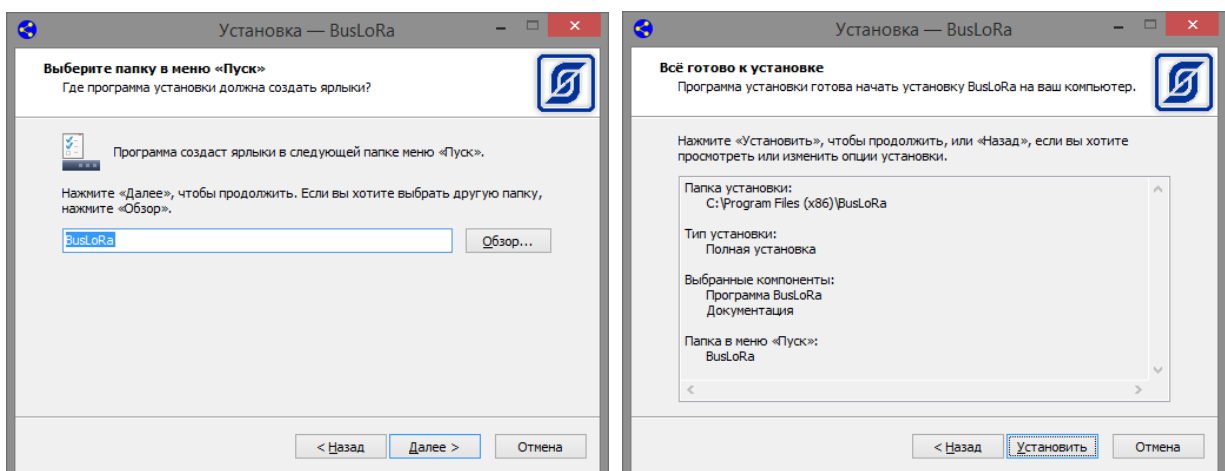 Установка — BusLoRa
Выберите папку в меню «Пуск»
Где программа установки должна создать ярлыки?
Программа создаст ярлыки в следующей папке меню «Пуск».
Нажмите «Далее», чтобы продолжить. Если вы хотите выбрать другую папку,
нажмите «Обзор».
BusLoRa
Обзор...
< Назад
Далее >
Отмена
Установка — BusLoRa
Всё готово к установке
Программа установки готова начать установку BusLoRa на ваш компьютер.
Нажмите «Установить», чтобы продолжить, или «Назад», если вы хотите
просмотреть или изменить опции установки.
Папка установки:
C:\Program Files (x86)\BusLoRa
Тип установки:
Полная установка
Выбранные компоненты:
Программа BusLoRa
Документация
Папка в меню «Пуск»:
BusLoRa
< Назад
Установить
Отмена